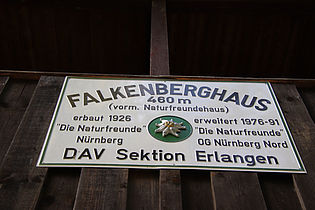 FALKENBERGHAUS
460 m
(vorm. Naturfreundehaus)
erbaut 1926
"Die Naturfreunde"
Nürnberg
erweitert 1976-91
"Die Naturfreunde"
OG Nürnberg Nord
DAV Sektion Erlangen